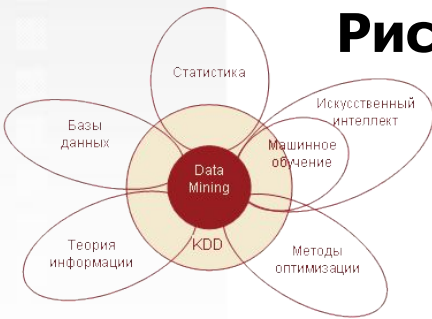 Рис
Статистика
Искусственный
интеллект
Базы
данных
Машинное
обучение
Data
Mining
KDD
Теория
информации
Методы
оптимизации